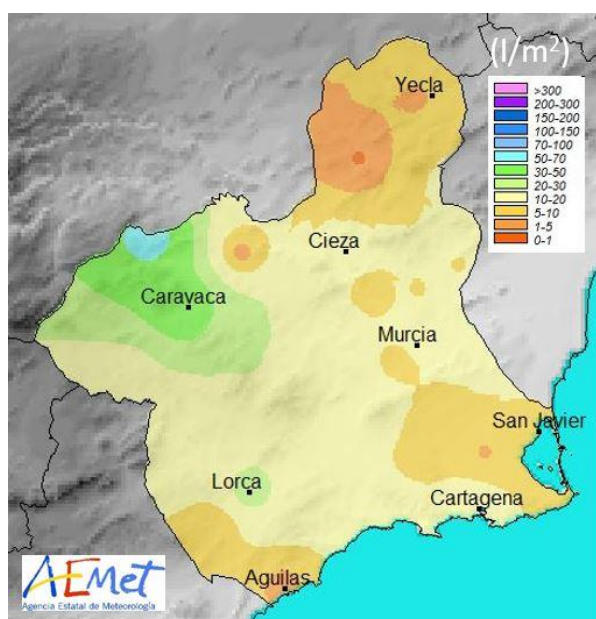 (l/m²)
>300
200-300
150-200
100-150
70-100
50-70
30-50
20-30
10-20
5-10
1-5
0-1
Yecla
Cieza
Caravaca
Murcia
San Javier
Lorca
Cartagena
Aguilas
AEMet
Agencia Estatal de Meteorología